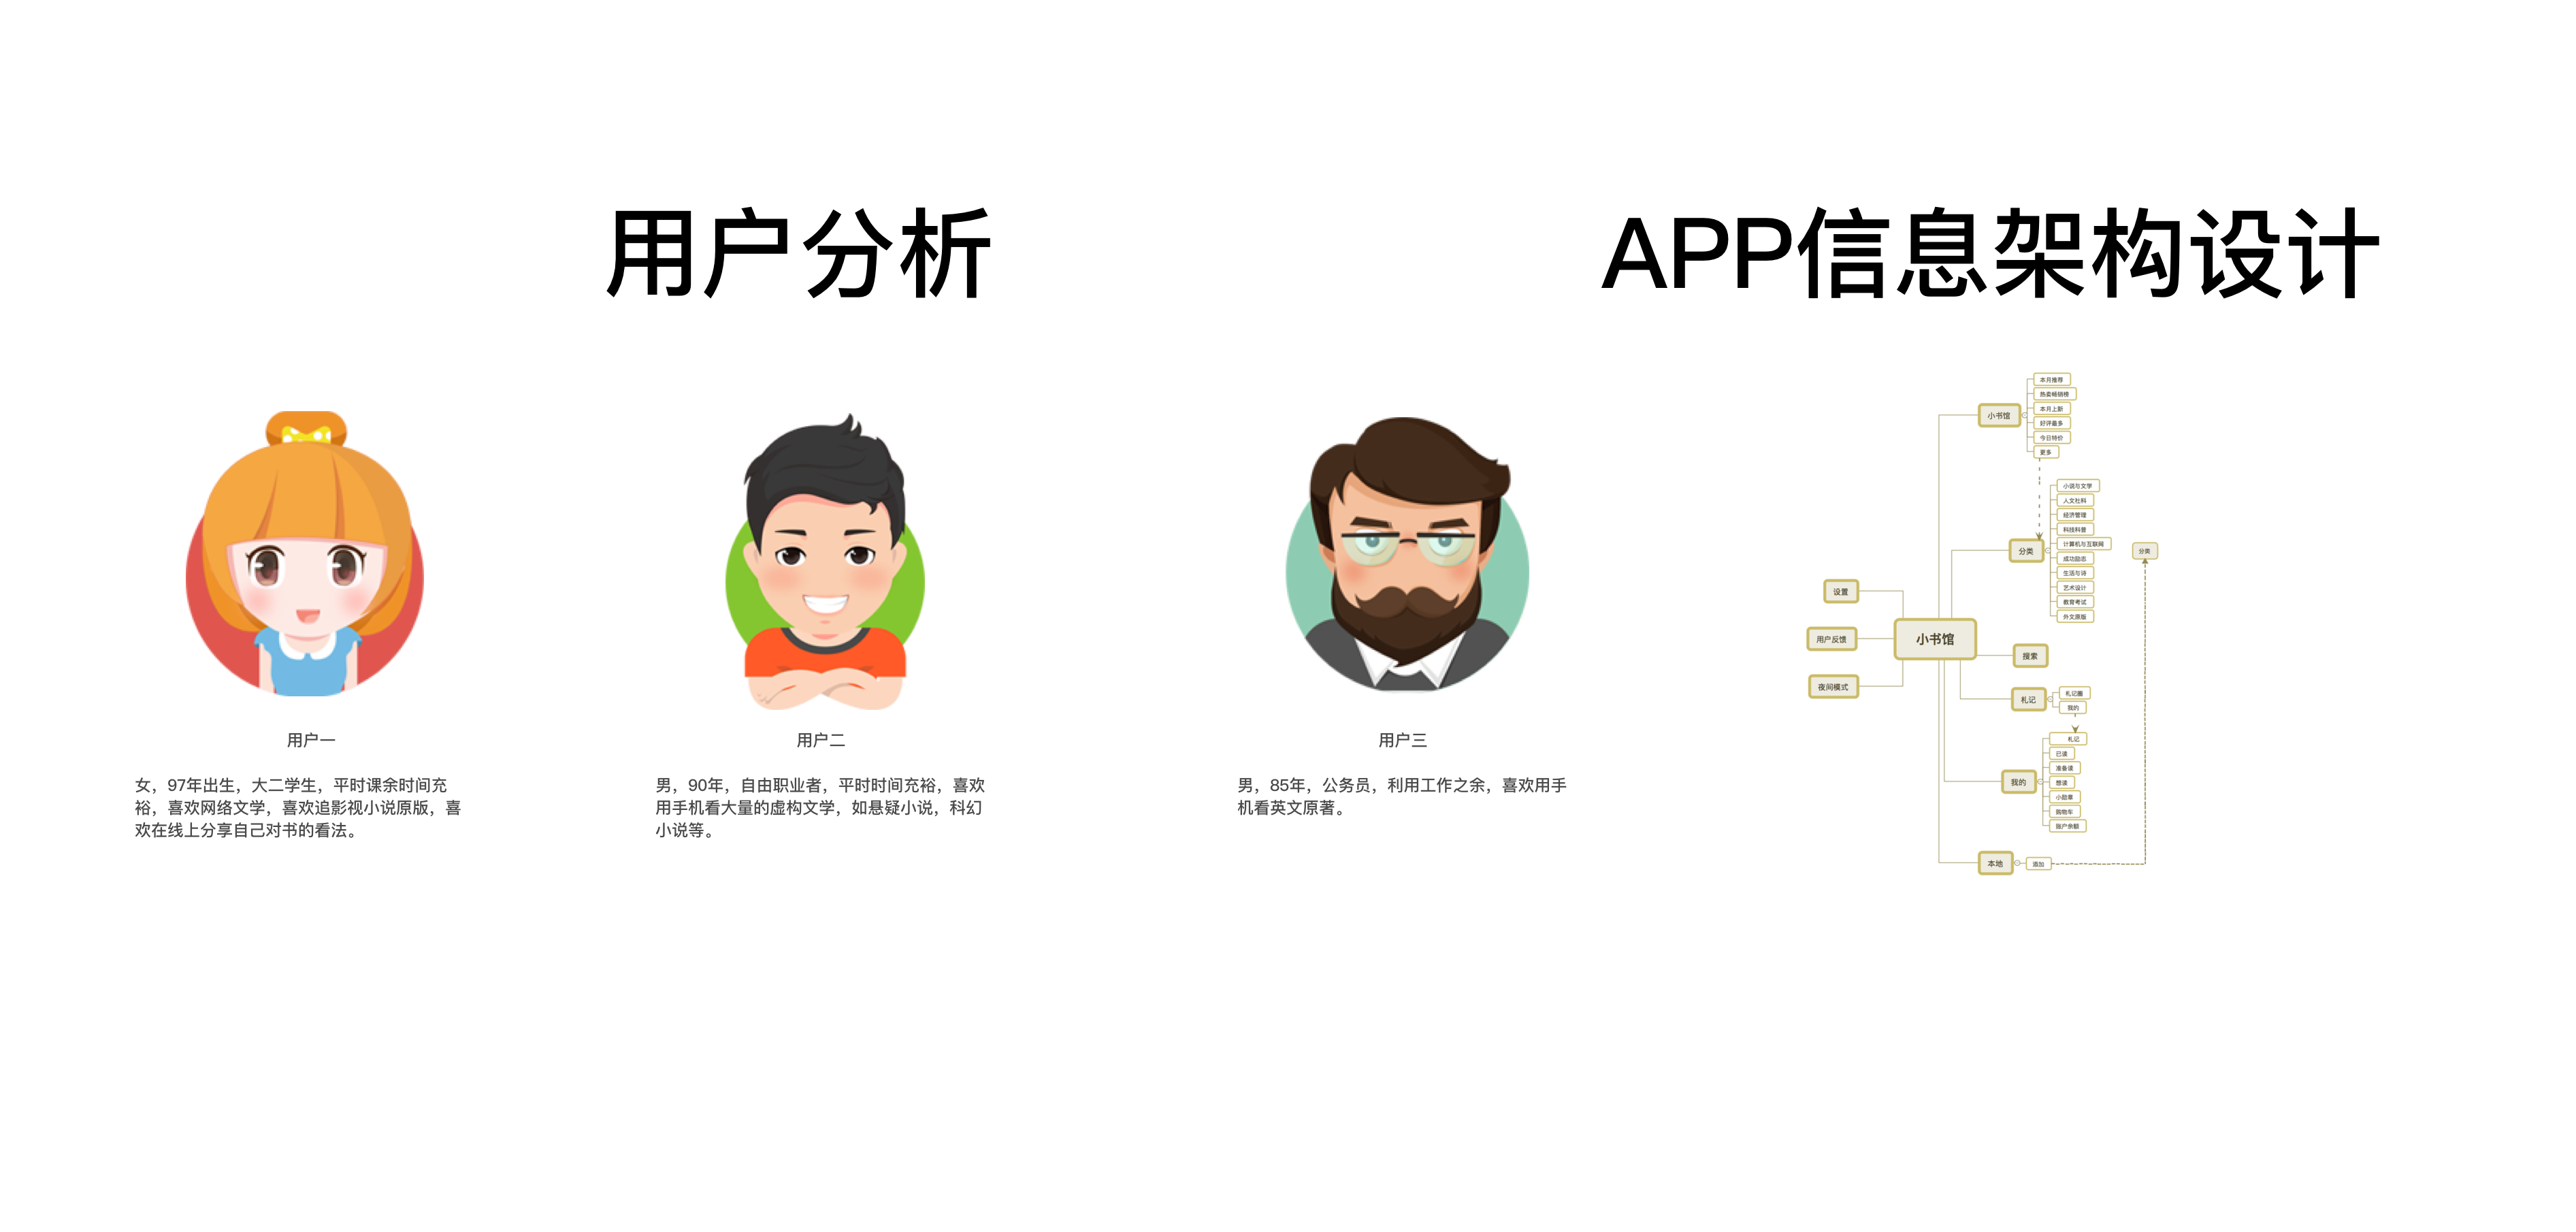 用户分析
用户一
女，97年出生，大二学生，平时课余时间充
裕，喜欢网络文学，喜欢追影视小说原版，喜
欢在线上分享自己对书的看法。
用户二
男，90年，自由职业者，平时时间充裕，喜欢
用手机看大量的虚构文学，如悬疑小说，科幻
小说等。
用户三
男，85年，公务员，利用工作之余，喜欢用手
机看英文原著。
APP信息架构设计
小书馆
设置
用户反馈
夜间模式
小书馆
本月推荐
热卖畅销榜
本月上新
好评最多
今日特价
更多
分类
小说与文学
人文社科
经济管理
科技科普
计算机与互联网
成功励志
生活与诗
艺术设计
教育考试
外文原版
分类
搜索
札记
札记圈
我的
我的
札记
已读
准备读
想读
购物车
账户余额
本地
添加